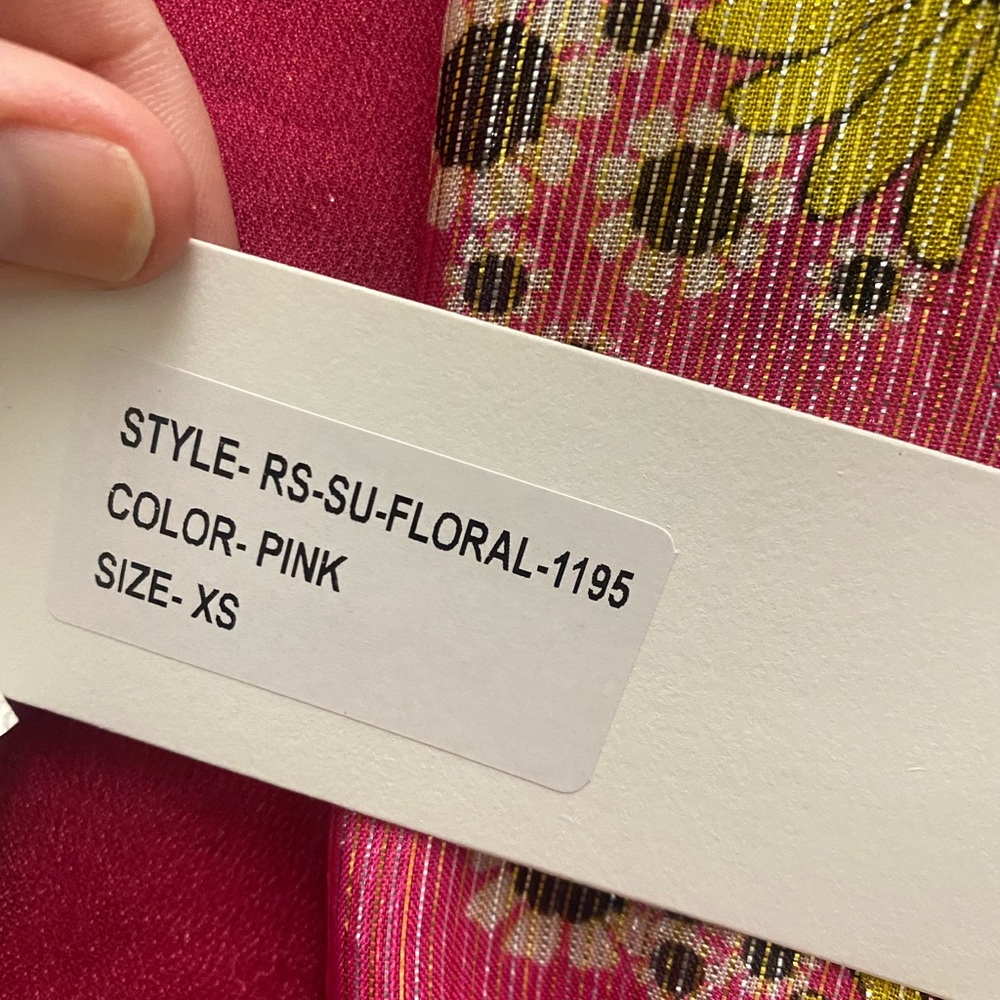 STYLE- RS-SU-FLORAL-1195
COLOR- PINK
SIZE- XS